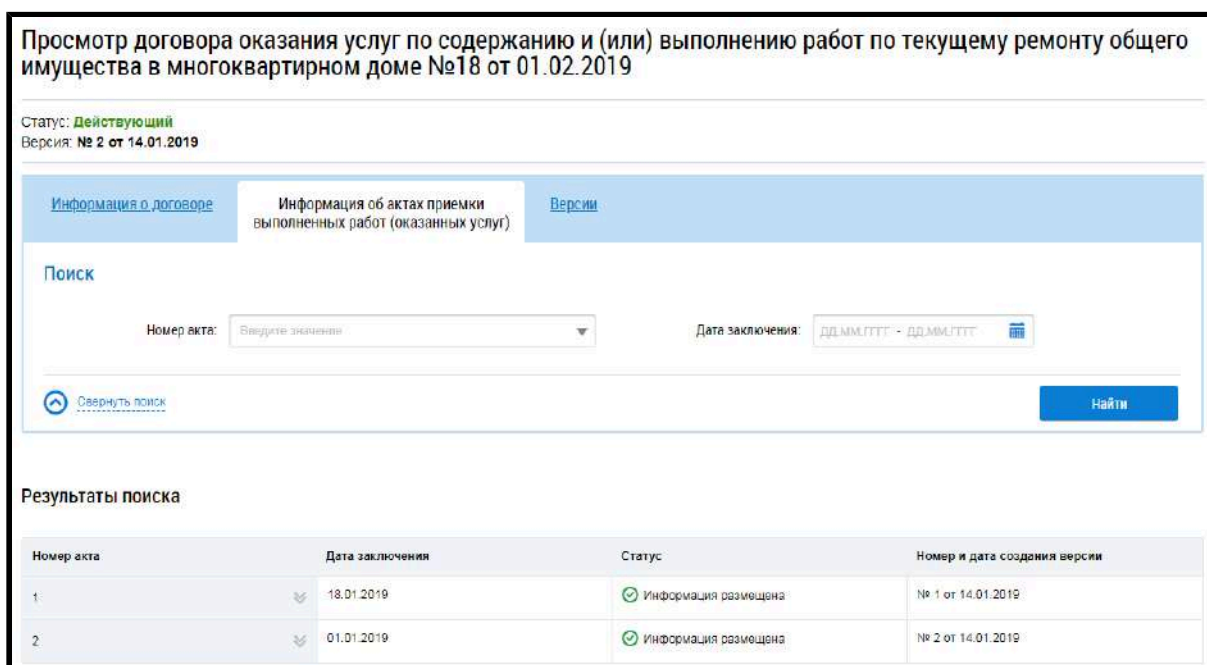 Просмотр договора оказания услуг по содержанию и (или) выполнению работ по текущему ремонту общего
имущества в многоквартирном доме №18 от 01.02.2019
Статус: Действующий
Версия: № 2 от 14.01.2019
Информация о договоре
Информация об актах приемки
выполненных работ (оказанных услуг)
Версии
Поиск
Номер акта: Введите значение
Дата заключения: ДД.ММ.ГГГГ - ДД.ММ.ГГГГ
Свернуть поиск
Найти
Результаты поиска
Номер акта Дата заключения Статус Номер и дата создания версии
1 18.01.2019 Информация размещена № 1 от 14.01.2019
2 01.01.2019 Информация размещена № 2 от 14.01.2019